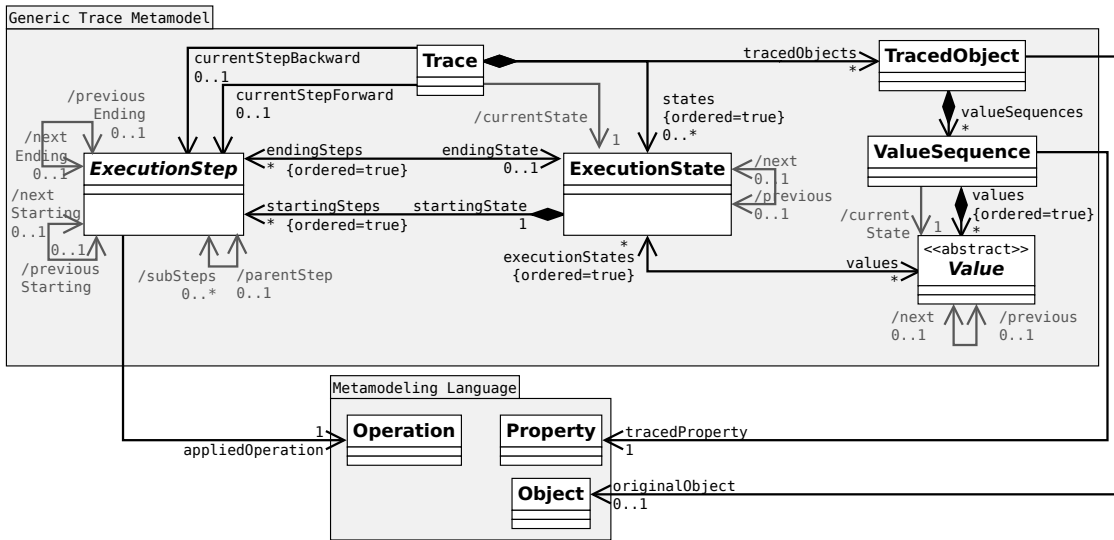 Generic Trace Metamodel
Trace
currentStepBackward
0..1
currentStepForward
0..1
tracedObjects
*
TracedObject
states
{ordered=true}
0..*
/currentState
1
valueSequences
*
/previous
Ending
0..1
/next
Ending
0..1
ExecutionStep
endingSteps
* {ordered=true}
endingState
0..1
ExecutionState
/next
0..1
/previous
0..1
ValueSequence
/next
Starting
0..1
0..1
/previous
Starting
startingSteps
* {ordered=true}
startingState
1
/current
State
1
values
{ordered=true}
*
/subSteps
0..*
/parentStep
0..1
*
executionStates
{ordered=true}
values
*
<<abstract>>
Value
/next
0..1
/previous
0..1
Metamodeling Language
1
appliedOperation
Operation
Property
tracedProperty
1
Object
originalObject
0..1